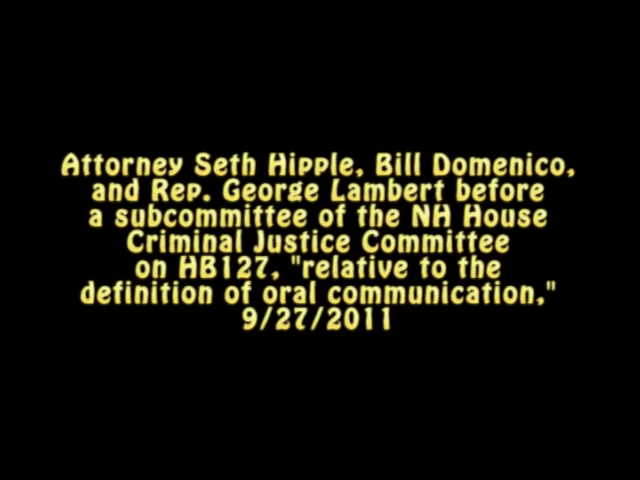 Attorney Seth Hipple, Bill Domenico,
and Rep. George Lambert before
a subcommittee of the NH House
Criminal Justice Committee
on HB127, "relative to the
definition of oral communication,"
9/27/2011